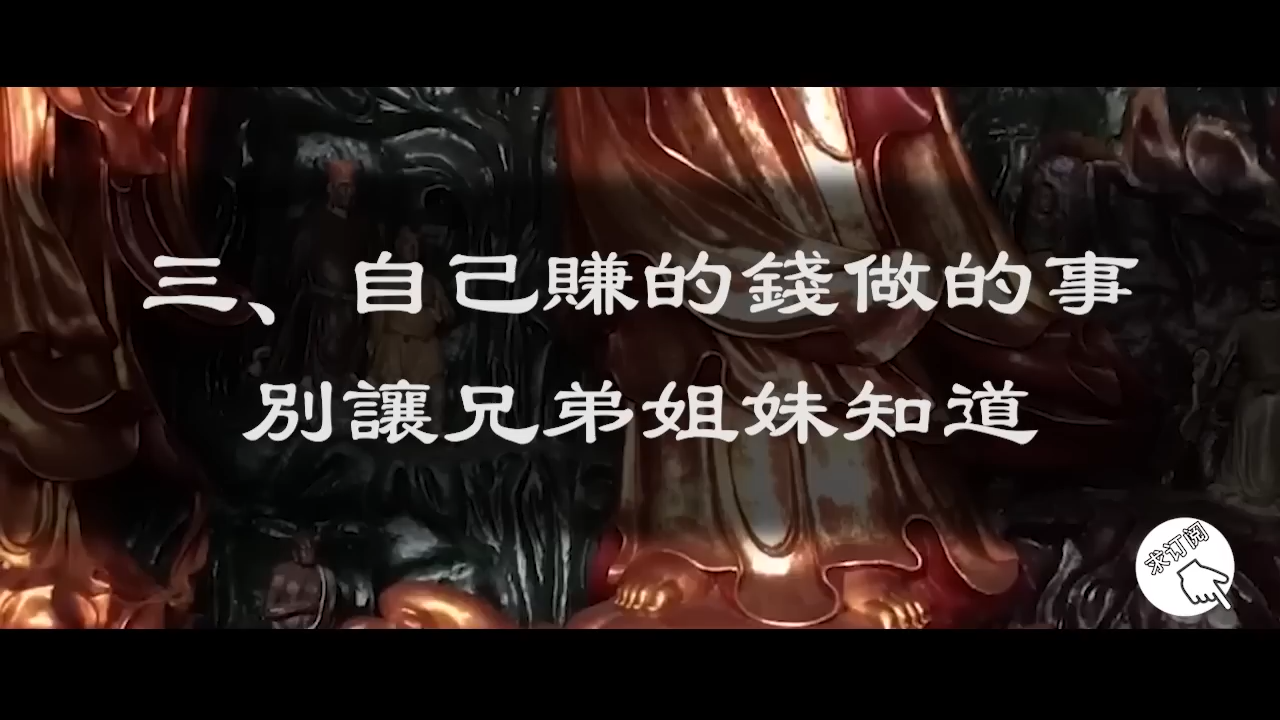 三、自己賺的錢做的事
別讓兄弟姐妹知道
求订阅